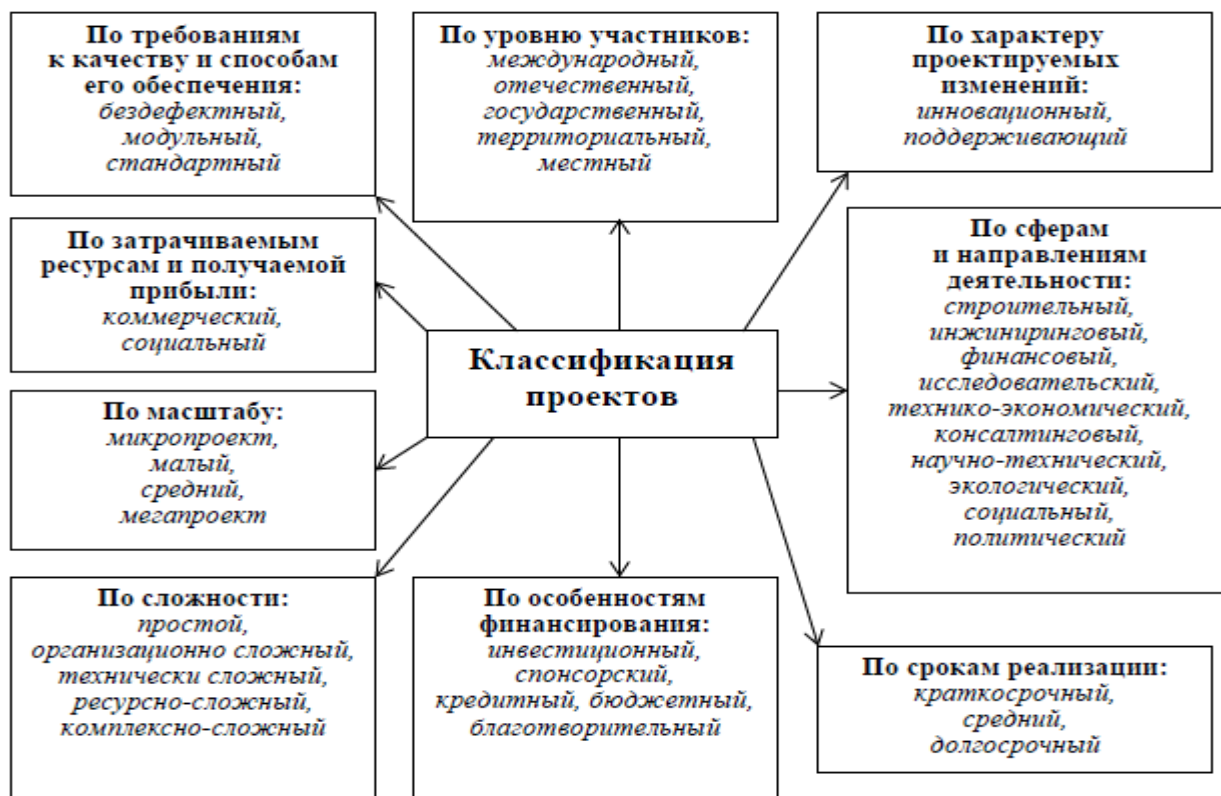 По требованиям
к качеству и способам
его обеспечения:
бездефектный,
модульный,
стандартный
По уровню участников:
международный,
отечественный,
государственный,
территориальный,
местный
По характеру
проектируемых
изменений:
инновационный,
поддерживающий
По затрачиваемым
ресурсам и получаемой
прибыли:
коммерческий,
социальный
По сферам
и направлениям
деятельности:
строительный,
инжиниринговый,
финансовый,
исследовательский,
технико-экономический,
консалтинговый,
научно-технический,
экологический,
социальный,
политический
Классификация
проектов
По масштабу:
микропроект,
малый,
средний,
мегапроект
По сложности:
простой,
организационно сложный,
технически сложный,
ресурсно-сложный,
комплексно-сложный
По особенностям
финансирования:
инвестиционный,
спонсорский,
кредитный, бюджетный,
благотворительный
По срокам реализации:
краткосрочный,
средний,
долгосрочный